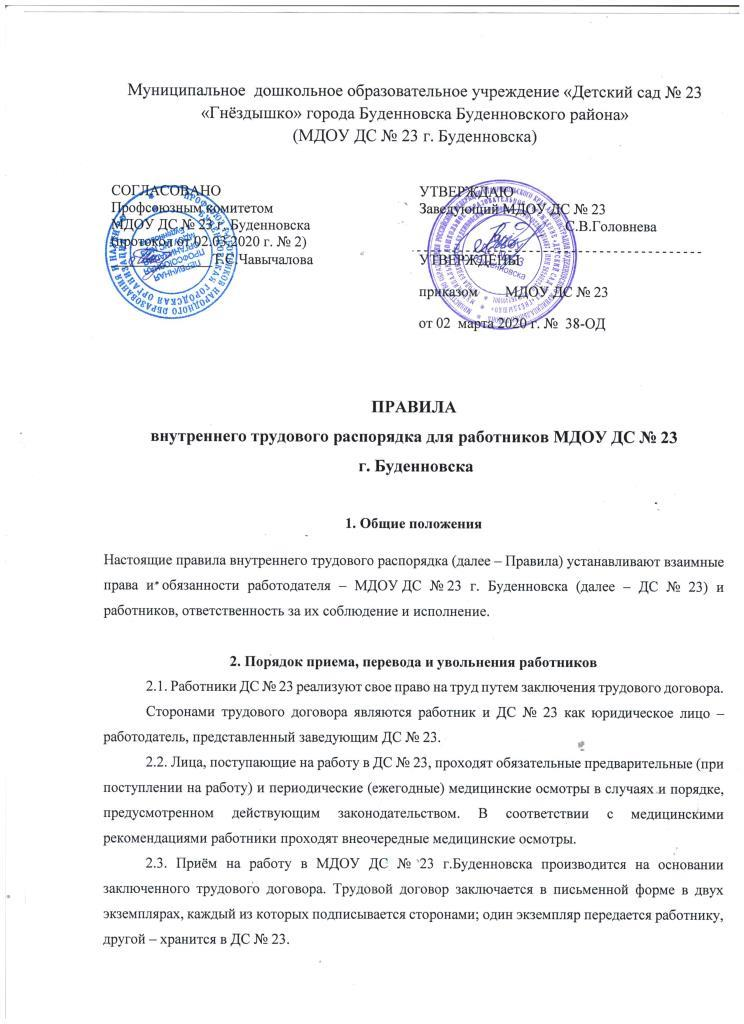 Муниципальное дошкольное образовательное учреждение «Детский сад № 23
«Гнёздышко» города Буденновска Буденновского района»
(МДОУ ДС № 23 г. Буденновска)
СОГЛАСОВАНО
Профсоюзным комитетом
МДОУ ДС № 23 г. Буденновска
(протокол от 02.03.2020 г. № 2)
Г.С.Чавычалова
УТВЕРЖДАЮ
Заведующий МДОУ ДС № 23
С.В.Головнева
УТВЕРЖДЕНЫ
приказом МДОУ ДС № 23
от 02 марта 2020 г. № 38-ОД
ПРАВИЛА
внутреннего трудового распорядка для работников МДОУ ДС № 23
г. Буденновска
1. Общие положения
Настоящие правила внутреннего трудового распорядка (далее – Правила) устанавливают взаимные
права и обязанности работодателя – МДОУ ДС № 23 г. Буденновска (далее – ДС № 23) и
работников, ответственность за их соблюдение и исполнение.
2. Порядок приема, перевода и увольнения работников
2.1. Работники ДС № 23 реализуют свое право на труд путем заключения трудового договора.
Сторонами трудового договора являются работник и ДС № 23 как юридическое лицо –
работодатель, представленный заведующим ДС № 23.
2.2. Лица, поступающие на работу в ДС № 23, проходят обязательные предварительные (при
поступлении на работу) и периодические (ежегодные) медицинские осмотры в случаях и порядке,
предусмотренном действующим законодательством. В соответствии с медицинскими
рекомендациями работники проходят внеочередные медицинские осмотры.
2.3. Приём на работу в МДОУ ДС № 23 г.Буденновска производится на основании
заключенного трудового договора. Трудовой договор заключается в письменной форме в двух
экземплярах, каждый из которых подписывается сторонами; один экземпляр передается работнику,
другой – хранится в ДС № 23.